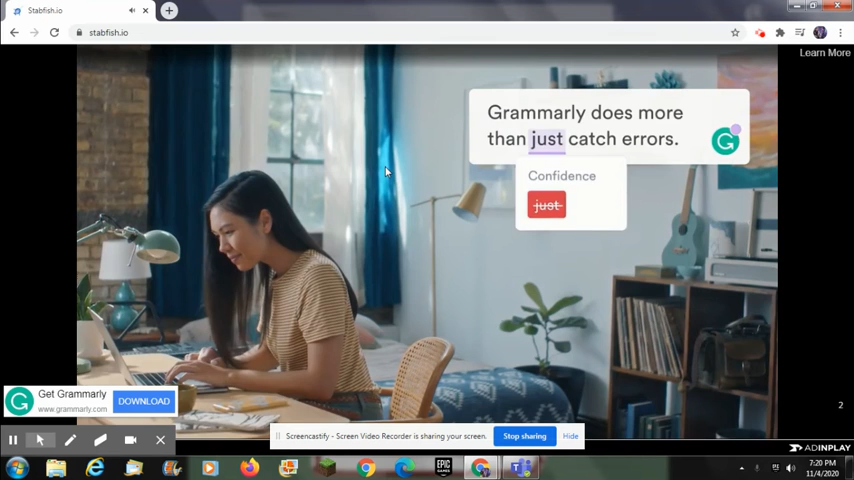 Stabfish.io
stabfish.io
Learn More
Grammarly does more
than just catch errors.
Confidence
just
Get Grammarly
www.grammarly.com
DOWNLOAD
2
Screencastify - Screen Video Recorder is sharing your screen.
Stop sharing
Hide
ADINPLAY
EPIC
GAMES
7:20 PM
11/4/2020